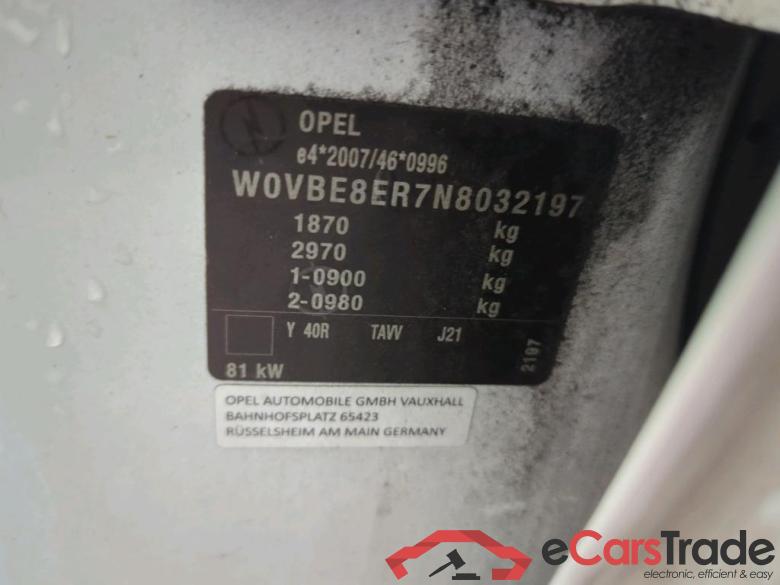 OPEL
e4*2007/46*0996
W0VBE8ER7N8032197
1870 kg
2970 kg
1-0900 kg
2-0980 kg
Y 40R TAVV J21
2197
81 kW
OPEL AUTOMOBILE GMBH VAUXHALL
BAHNHOFSPLATZ 65423
RÜSSELSHEIM AM MAIN GERMANY
eCarsTrade
electronic, efficient & easy